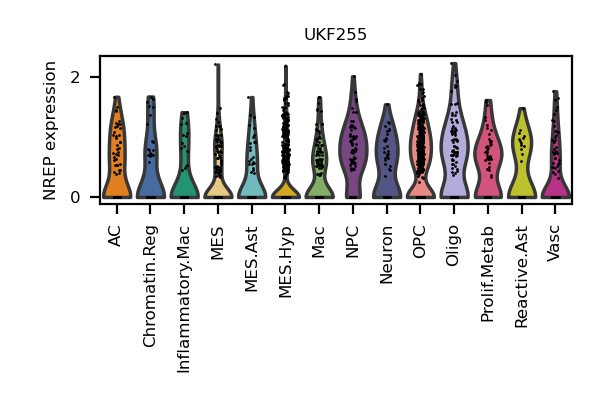 UKF255
NREP expression
2
0
AC
Chromatin.Reg
Inflammatory.Mac
MES
MES.Ast
MES.Hyp
Mac
NPC
Neuron
OPC
Oligo
Prolif.Metab
Reactive.Ast
Vasc